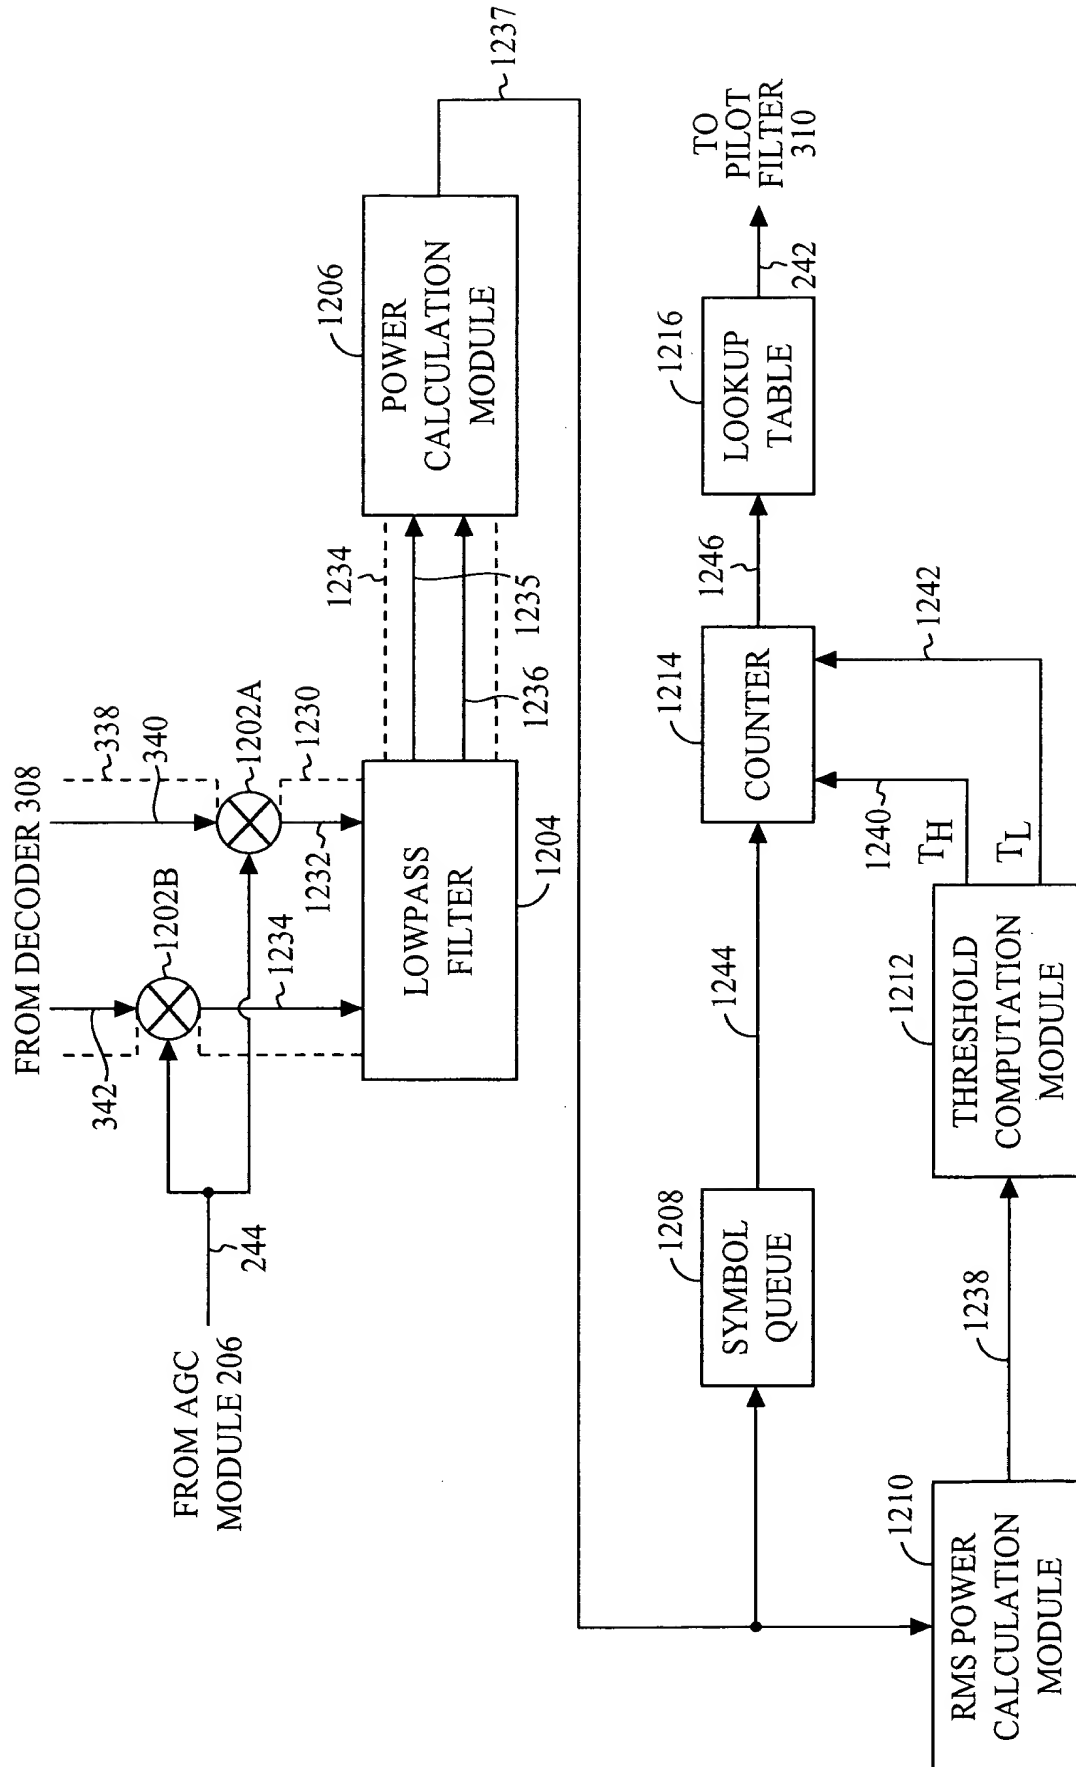 FROM DECODER 308
342
1202B
338
340
1202A
1234
1232
1230
FROM AGC
MODULE 206
244
LOWPASS
FILTER
1204
1234
1235
1236
POWER
CALCULATION
MODULE
1206
1237
SYMBOL
QUEUE
1208
1244
COUNTER
1214
1246
LOOKUP
TABLE
1216
242
TO
PILOT
FILTER
310
RMS POWER
CALCULATION
MODULE
1210
1238
THRESHOLD
COMPUTATION
MODULE
1212
TH
TL
1240
1242